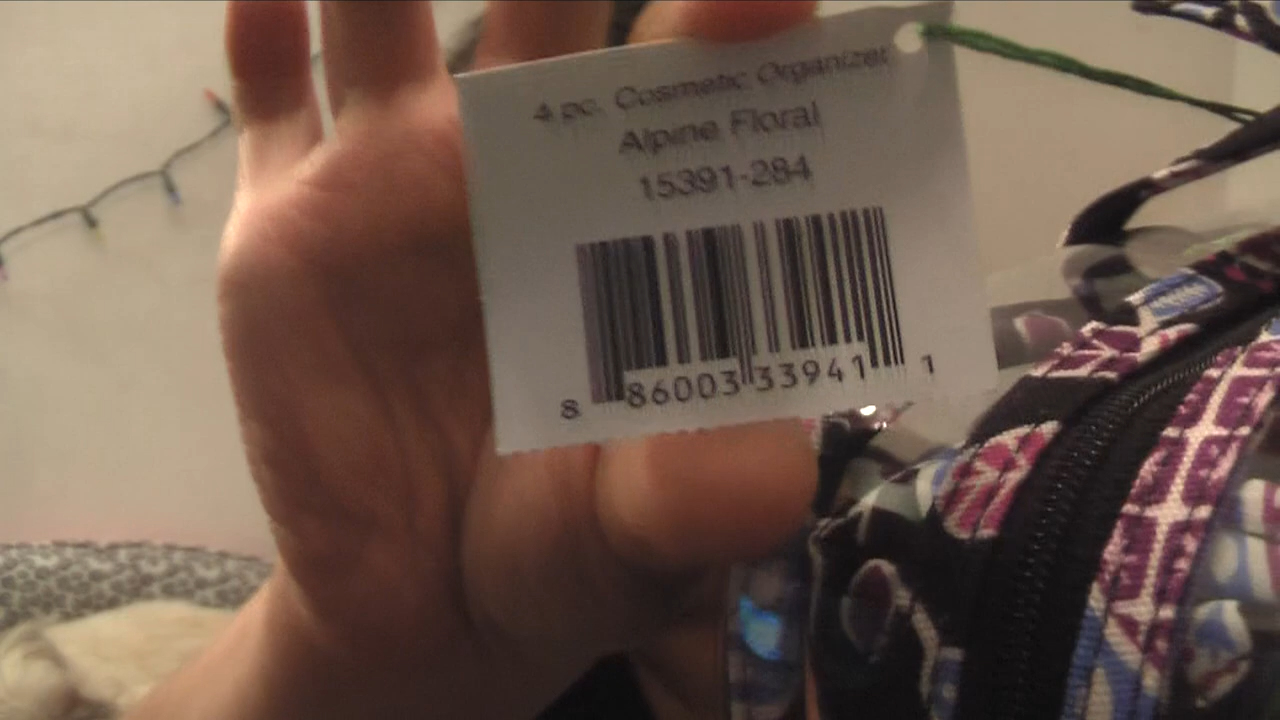 4 pc. Cosmetic Organizer
Alpine Floral
15391-284
8 86003 33941 1